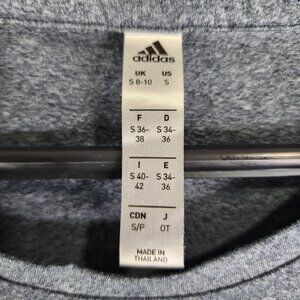 adidas
UK US
S 8-10 S
F D
S 36- S 34-
38 36
I E
S 40- S 34-
42 36
CDN J
S/P OT
MADE IN
THAILAND